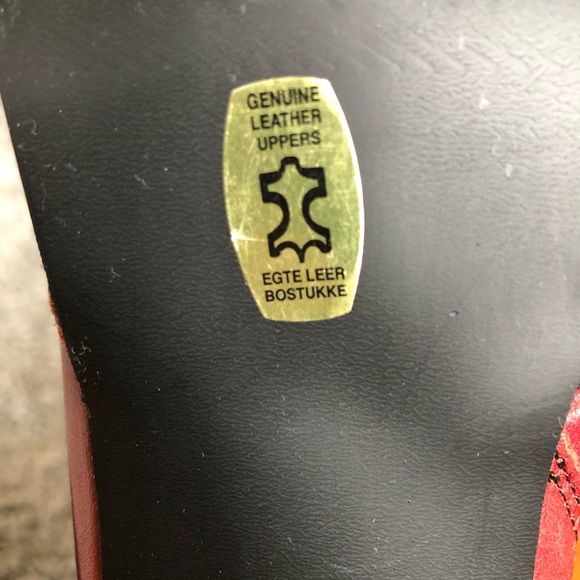 GENUINE
LEATHER
UPPERS
EGTE LEER
BOSTUKKE